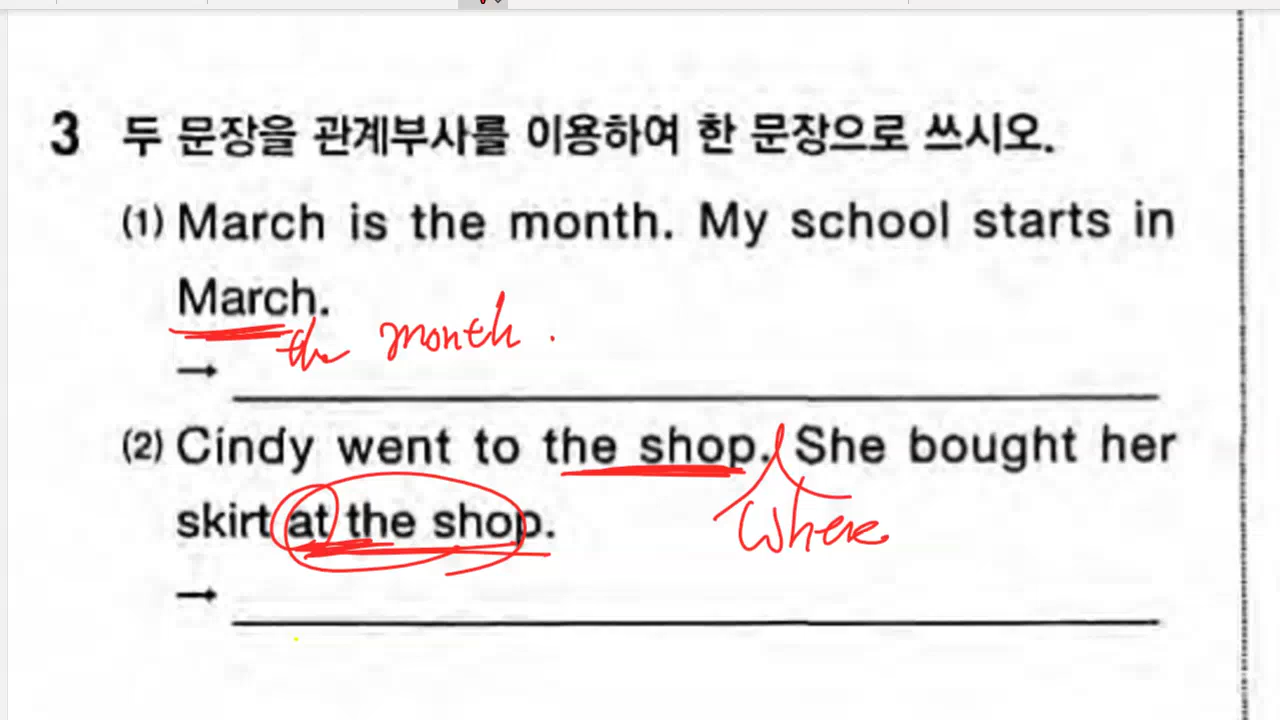 3 두 문장을 관계부사를 이용하여 한 문장으로 쓰시오.
(1) March is the month. My school starts in
March.
the month.
→
(2) Cindy went to the shop. She bought her
skirt at the shop.
where
→